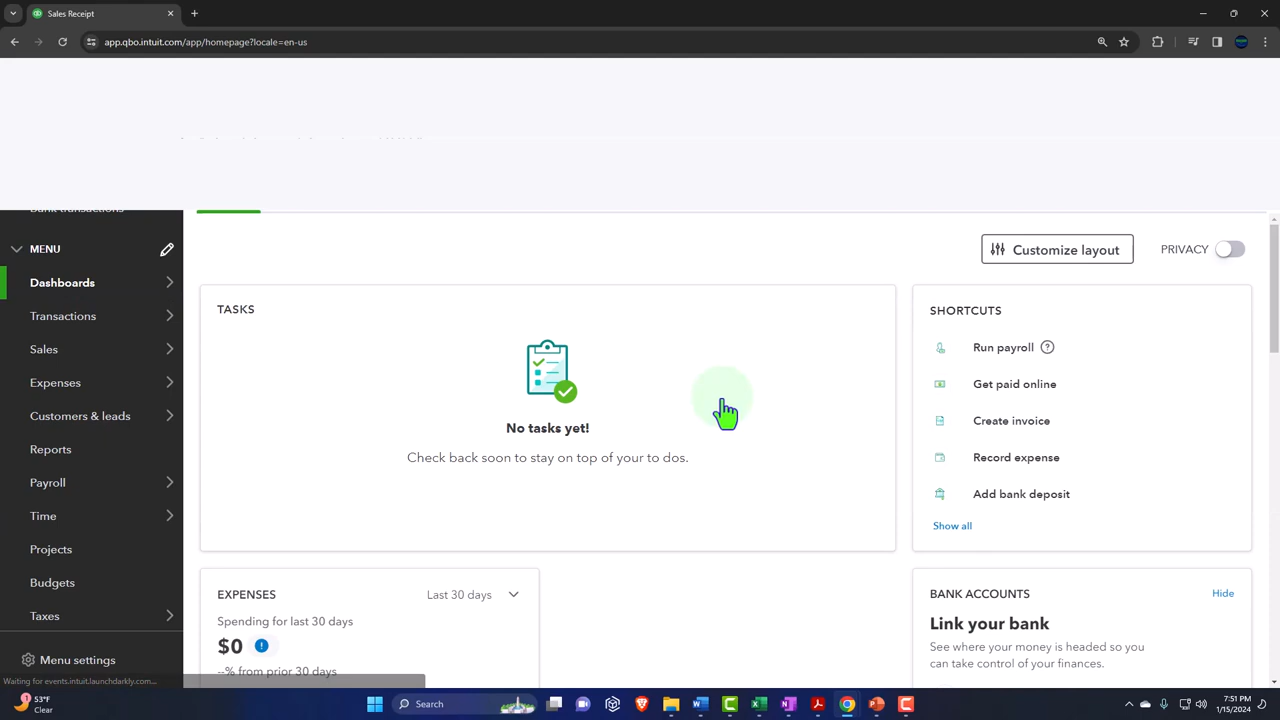 Sales Receipt
app.qbo.intuit.com/app/homepage?locale=en-us
Bank transactions
MENU
Dashboards
Transactions
Sales
Expenses
Customers & leads
Reports
Payroll
Time
Projects
Budgets
Taxes
Menu settings
Customize layout
PRIVACY
TASKS
No tasks yet!
Check back soon to stay on top of your to dos.
SHORTCUTS
Run payroll
Get paid online
Create invoice
Record expense
Add bank deposit
Show all
EXPENSES
Last 30 days
Spending for last 30 days
$0
--% from prior 30 days
BANK ACCOUNTS
Hide
Link your bank
See where your money is headed so you
can take control of your finances.
Waiting for events.intuit.launchdarkly.com...
53°F
Clear
Search
7:51 PM
1/15/2024